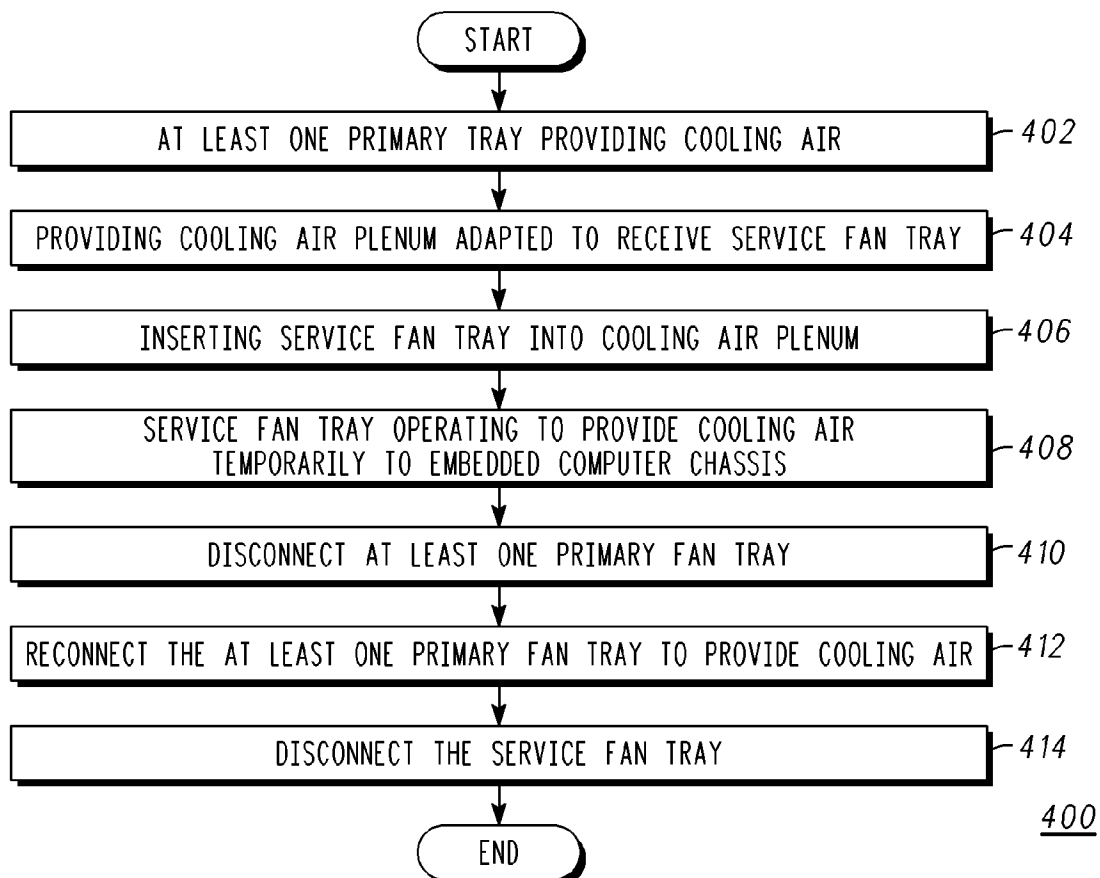 START
AT LEAST ONE PRIMARY TRAY PROVIDING COOLING AIR
402
PROVIDING COOLING AIR PLENUM ADAPTED TO RECEIVE SERVICE FAN TRAY
404
INSERTING SERVICE FAN TRAY INTO COOLING AIR PLENUM
406
SERVICE FAN TRAY OPERATING TO PROVIDE COOLING AIR
TEMPORARILY TO EMBEDDED COMPUTER CHASSIS
408
DISCONNECT AT LEAST ONE PRIMARY FAN TRAY
410
RECONNECT THE AT LEAST ONE PRIMARY FAN TRAY TO PROVIDE COOLING AIR
412
DISCONNECT THE SERVICE FAN TRAY
414
END
400